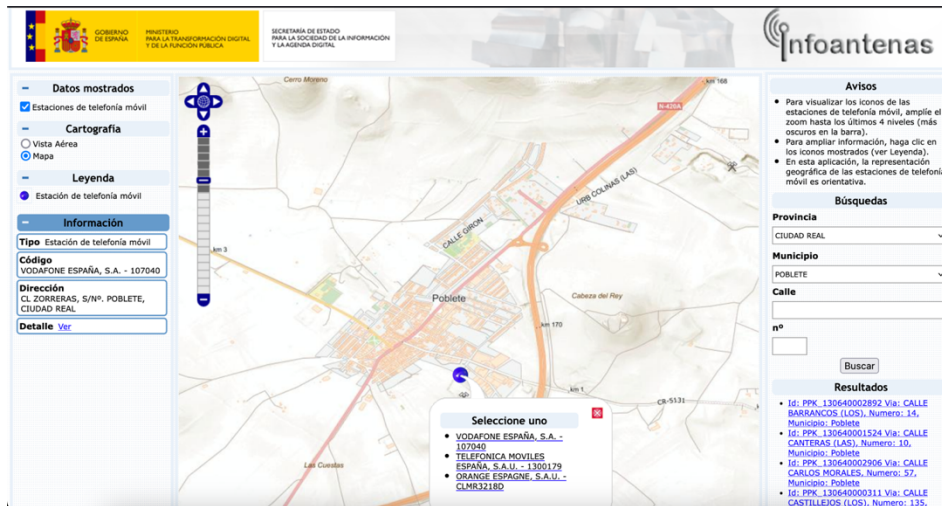 GOBIERNO
DE ESPAÑA
MINISTERIO
PARA LA TRANSFORMACIÓN DIGITAL
Y DE LA FUNCIÓN PÚBLICA
SECRETARÍA DE ESTADO
PARA LA SOCIEDAD DE LA INFORMACIÓN
Y LA AGENDA DIGITAL
infoantenas
Datos mostrados
Estaciones de telefonía móvil
Cartografía
Vista Aérea
Mapa
Leyenda
Estación de telefonía móvil
Información
Tipo Estación de telefonía móvil
Código
VODAFONE ESPAÑA, S.A. - 107040
Dirección
CL ZORRERAS, S/Nº. POBLETE,
CIUDAD REAL
Detalle Ver
Cerro Moreno
km 168
N-420A
URB COLINAS (LAS)
CALLE GIRON
km 3
Poblete
Cabeza del Rey
km 170
km 1
CR-5131
Las Cuestas
Seleccione uno
VODAFONE ESPAÑA, S.A. -
107040
TELEFONICA MOVILES
ESPAÑA, S.A.U. - 1300179
ORANGE ESPAGNE, S.A.U. -
CLMR3218D
Avisos
Para visualizar los iconos de las
estaciones de telefonía móvil, amplíe el
zoom hasta los últimos 4 niveles (más
oscuros en la barra).
Para ampliar información, haga clic en
los iconos mostrados (ver Leyenda).
En esta aplicación, la representación
geográfica de las estaciones de telefonía
móvil es orientativa.
Búsquedas
Provincia
CIUDAD REAL
Municipio
POBLETE
Calle
nº
Buscar
Resultados
Id: PPK_130640002892 Via: CALLE
BARRANCOS (LOS), Numero: 14,
Municipio: Poblete
Id: PPK_130640001524 Via: CALLE
CANTERAS (LAS), Numero: 10,
Municipio: Poblete
Id: PPK_130640002906 Via: CALLE
CARLOS MORALES, Numero: 57,
Municipio: Poblete
Id: PPK_130640000311 Via: CALLE
CASTILLEJOS (LOS), Numero: 135,